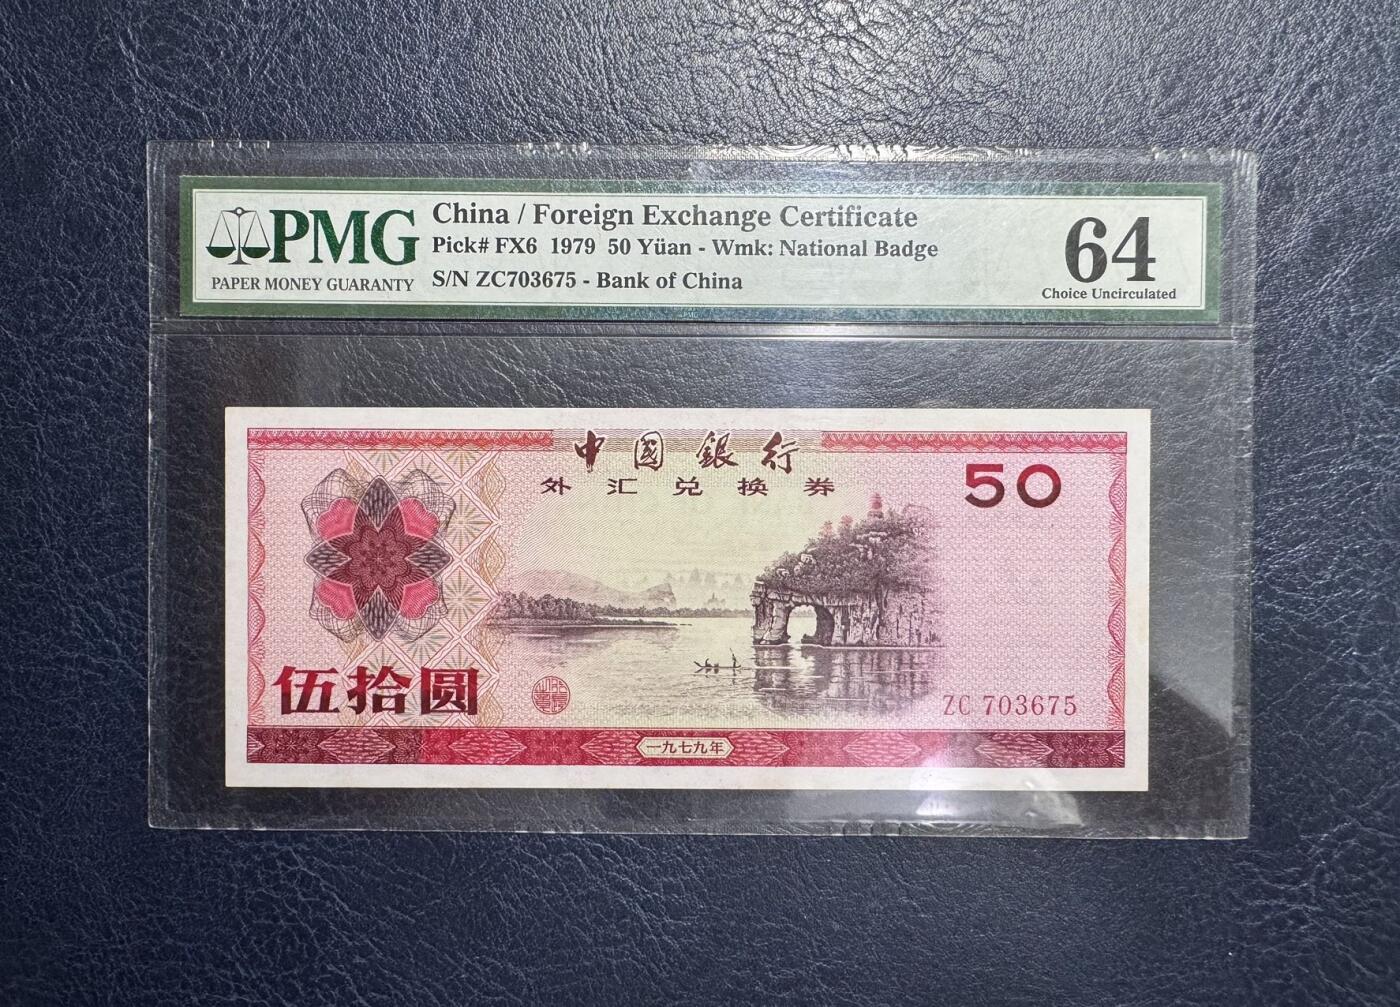 PMG
PAPER MONEY GUARANTY
China / Foreign Exchange Certificate
Pick# FX6 1979 50 Yüan - Wmk: National Badge
S/N ZC703675 - Bank of China
64
Choice Uncirculated
中國銀行
外汇兑换券
50
伍拾圆
ZC 703675
一九七九年